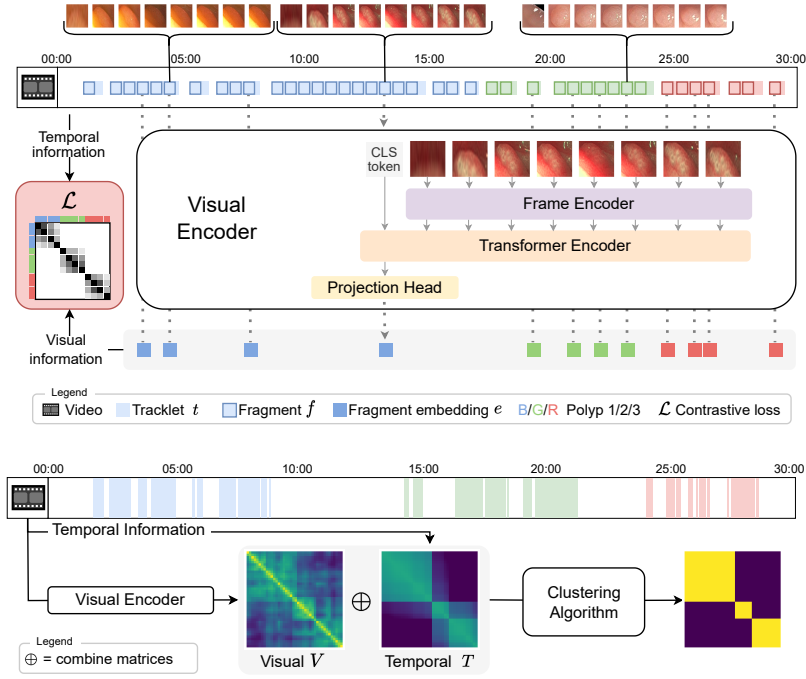 00:00 05:00 10:00 15:00 20:00 25:00 30:00
Temporal
information
ℒ
Visual
information
Visual
Encoder
CLS
token
Frame Encoder
Transformer Encoder
Projection Head
Legend
Video Tracklet t Fragment f Fragment embedding e B/G/R Polyp 1/2/3 ℒ Contrastive loss
00:00 05:00 10:00 15:00 20:00 25:00 30:00
Temporal Information
Visual Encoder
⊕
Clustering
Algorithm
Visual V Temporal T
Legend
⊕ = combine matrices